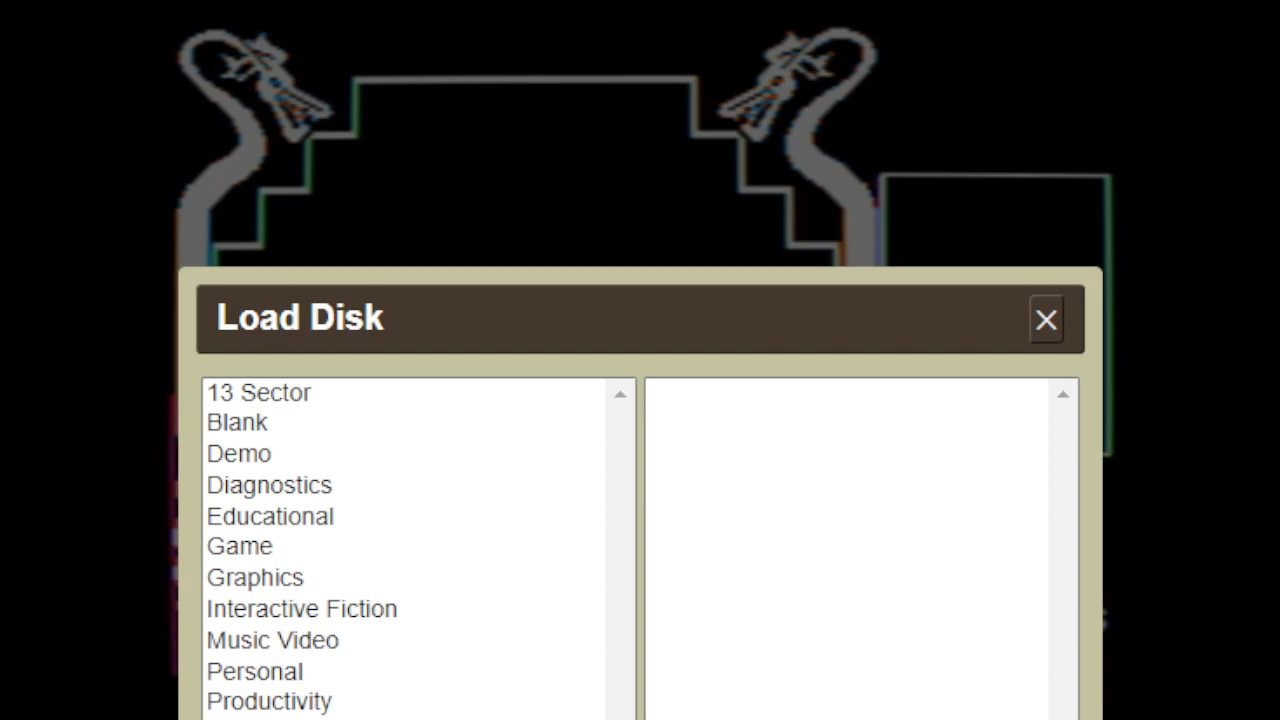 Load Disk
13 Sector
Blank
Demo
Diagnostics
Educational
Game
Graphics
Interactive Fiction
Music Video
Personal
Productivity